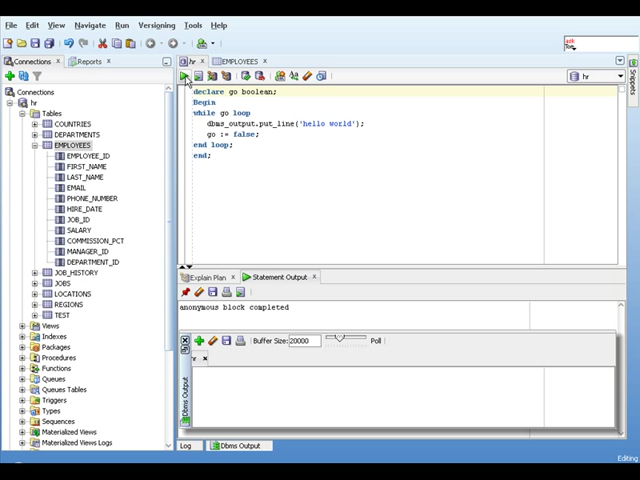 File Edit View Navigate Run Versioning Tools Help
Connections
Reports
hr
EMPLOYEES
hr
Snippets
Connections
hr
Tables
COUNTRIES
DEPARTMENTS
EMPLOYEES
EMPLOYEE_ID
FIRST_NAME
LAST_NAME
EMAIL
PHONE_NUMBER
HIRE_DATE
JOB_ID
SALARY
COMMISSION_PCT
MANAGER_ID
DEPARTMENT_ID
JOB_HISTORY
JOBS
LOCATIONS
REGIONS
TEST
Views
Indexes
Packages
Procedures
Functions
Queues
Queues Tables
Triggers
Types
Sequences
Materialized Views
Materialized Views Logs
declare go boolean;
Begin
while go loop
dbms_output.put_line('hello world');
go := false;
end loop;
end;
Explain Plan
Statement Output
anonymous block completed
Buffer Size: 20000
Poll
hr
Dbms Output
Log
Dbms Output
Editing